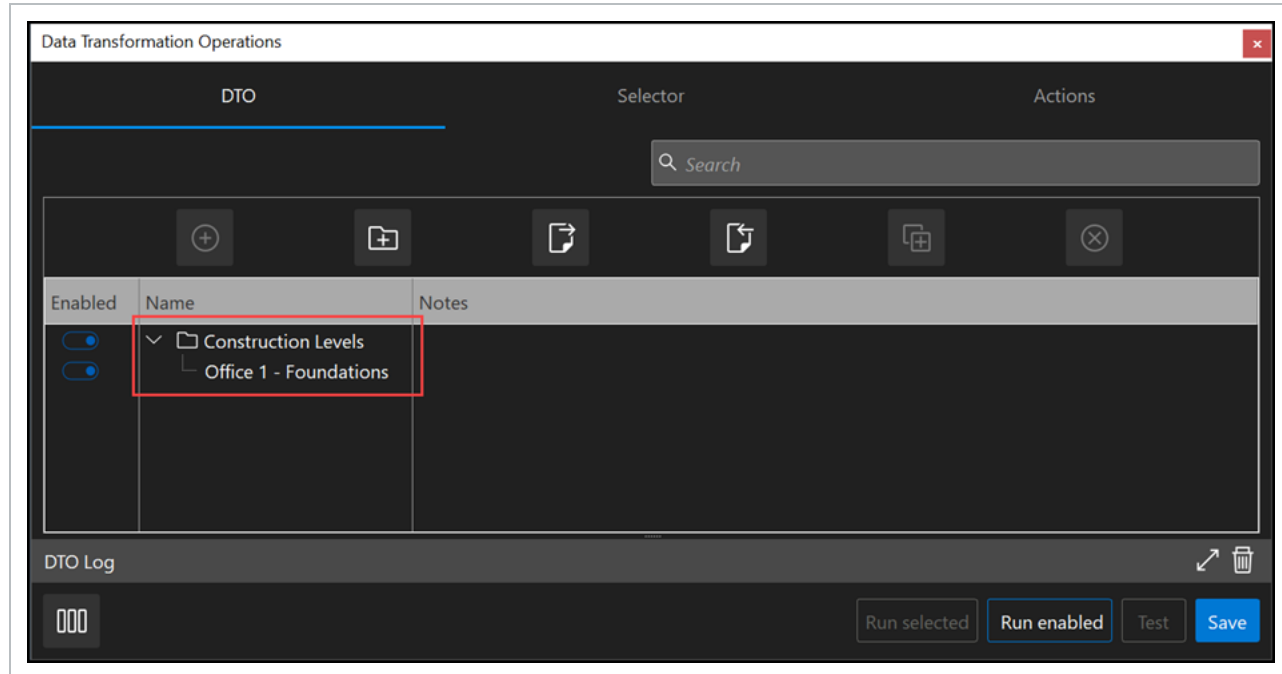 Data Transformation Operations
DTO Selector Actions
Search
Enabled Name Notes
Construction Levels
Office 1 - Foundations
DTO Log
Run selected Run enabled Test Save